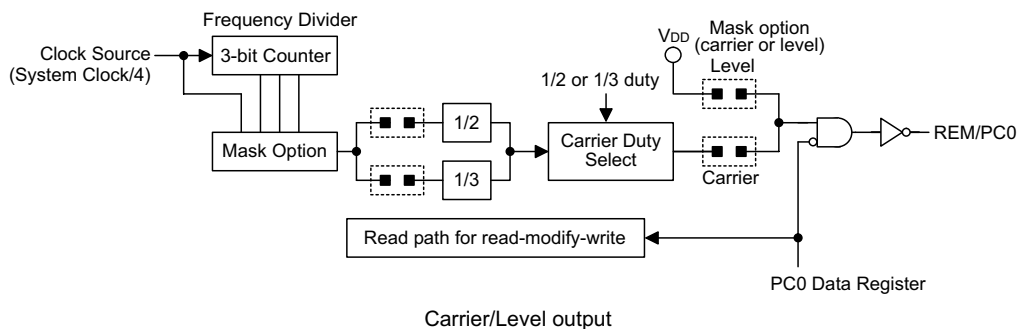 Frequency Divider
Clock Source
(System Clock/4)
3-bit Counter
Mask Option
1/2
1/3
1/2 or 1/3 duty
Carrier Duty
Select
VDD
Mask option
(carrier or level)
Level
Carrier
REM/PC0
Read path for read-modify-write
PC0 Data Register
Carrier/Level output